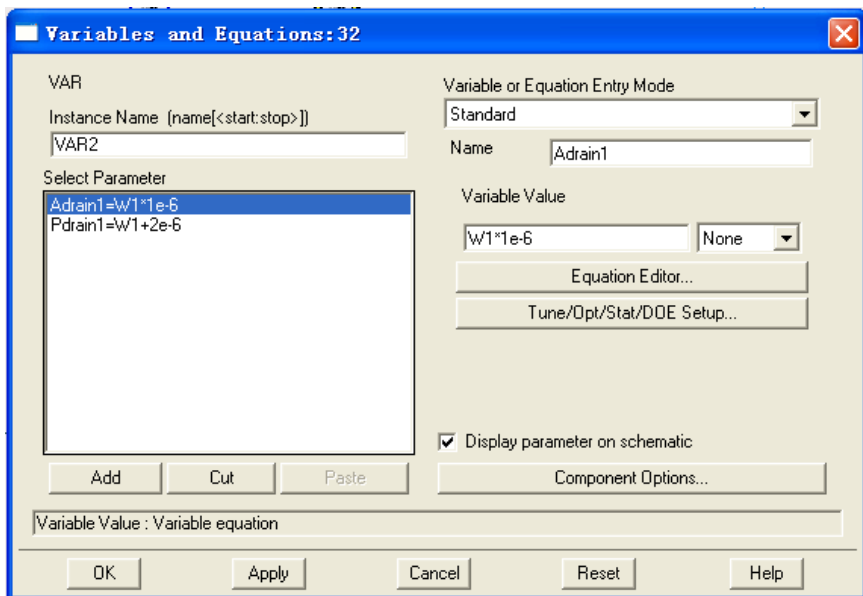 Variables and Equations:32
VAR
Instance Name (name[<start:stop>])
VAR2
Select Parameter
Adrain1=W1*1e-6
Pdrain1=W1+2e-6
Add
Cut
Paste
Variable or Equation Entry Mode
Standard
Name
Adrain1
Variable Value
W1*1e-6
None
Equation Editor...
Tune/Opt/Stat/DOE Setup...
Display parameter on schematic
Component Options...
Variable Value : Variable equation
OK
Apply
Cancel
Reset
Help